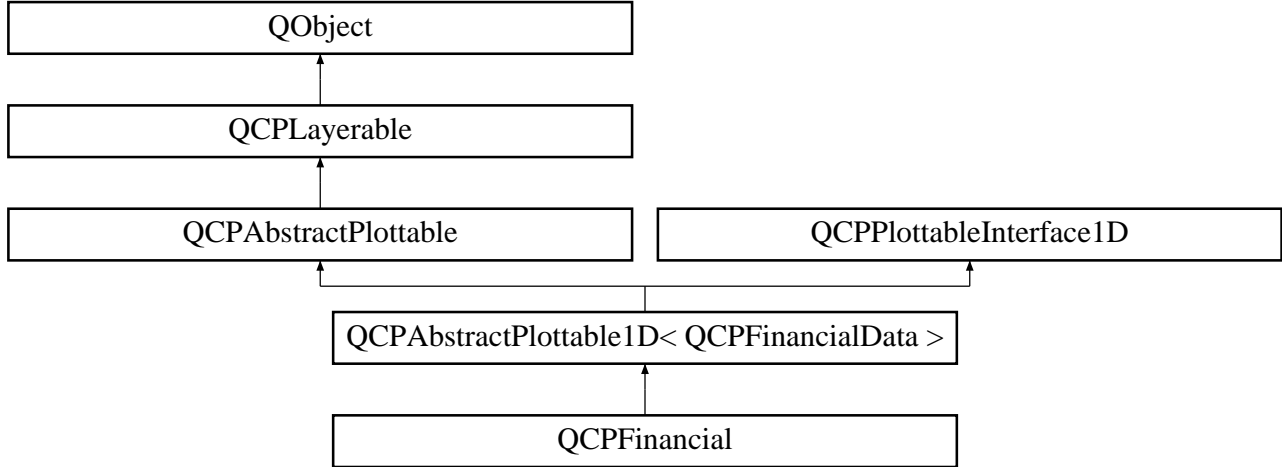 QObject
QCPLayerable
QCPAbstractPlottable
QCPPlottableInterface1D
QCPAbstractPlottable1D< QCPFinancialData >
QCPFinancial